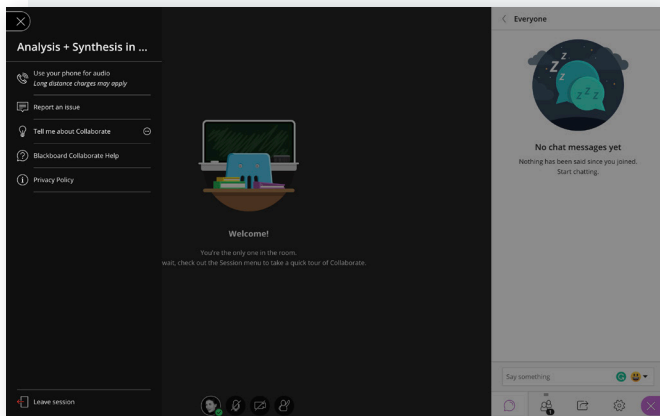 Analysis + Synthesis in ...
Use your phone for audio
Long distance charges may apply
Report an issue
Tell me about Collaborate
Blackboard Collaborate Help
Privacy Policy
Leave session
Welcome!
You're the only one in the room.
wait, check out the Session menu to take a quick tour of Collaborate.
Everyone
z z
z z z
No chat messages yet
Nothing has been said since you joined.
Start chatting.
Say something
1